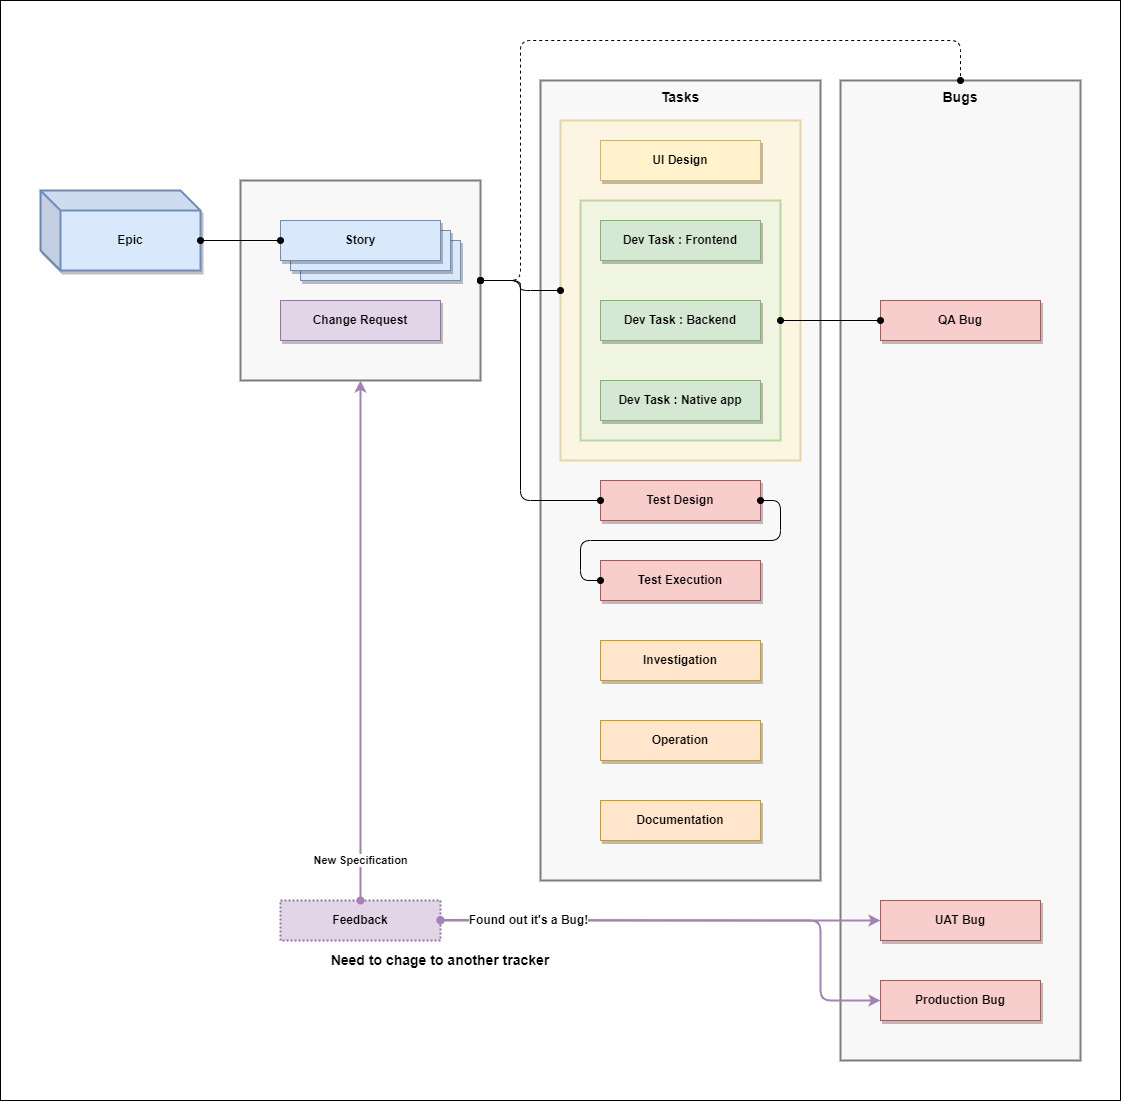 Tasks
Bugs
UI Design
Epic
Story
Dev Task : Frontend
Change Request
Dev Task : Backend
QA Bug
Dev Task : Native app
Test Design
Test Execution
Investigation
Operation
Documentation
New Specification
Feedback
Found out it's a Bug!
UAT Bug
Need to chage to another tracker
Production Bug